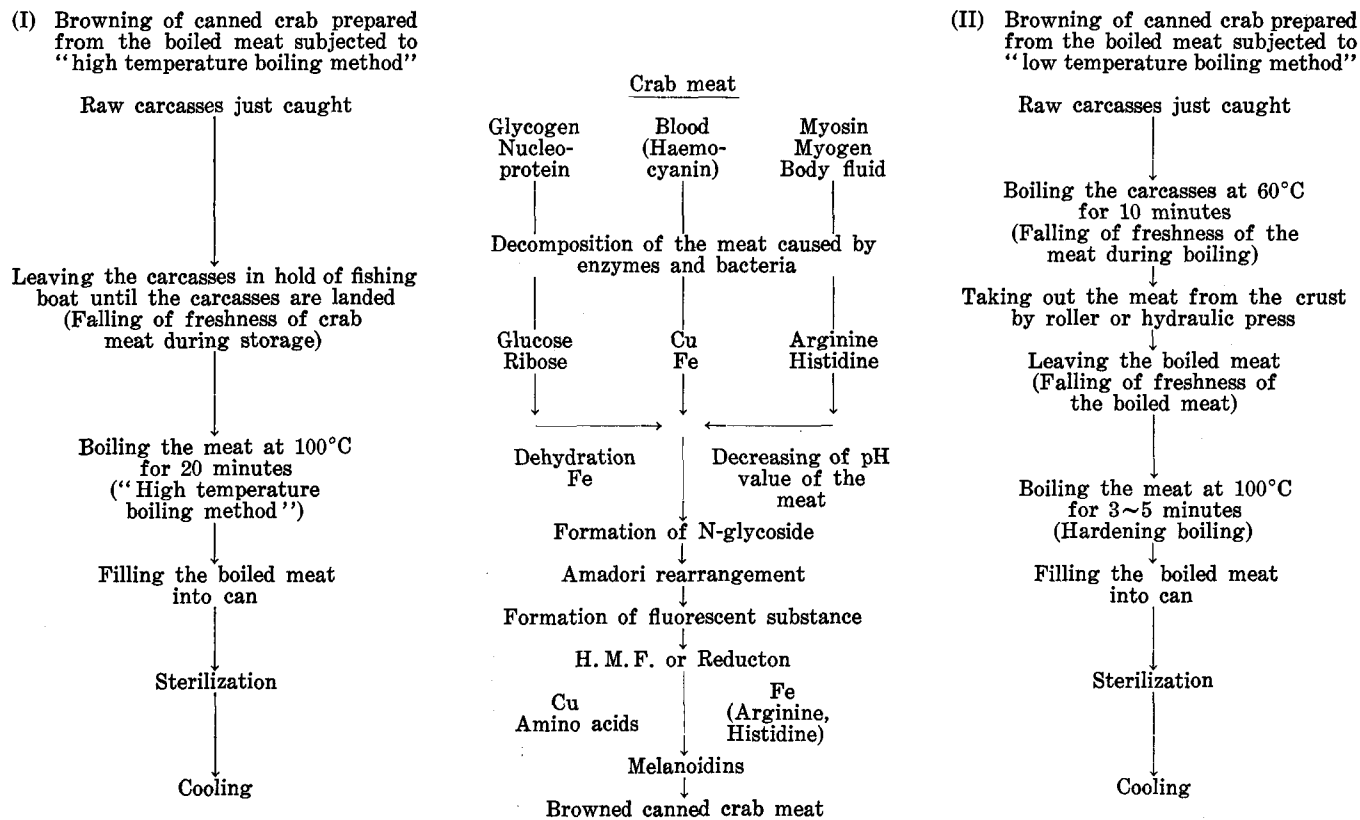 (I) Browning of canned crab prepared
from the boiled meat subjected to
“high temperature boiling method”
Raw carcasses just caught
Leaving the carcasses in hold of fishing
boat until the carcasses are landed
(Falling of freshness of crab
meat during storage)
Boiling the meat at 100°C
for 20 minutes
(“High temperature
boiling method”)
Filling the boiled meat
into can
Sterilization
Cooling
Crab meat
Glycogen
Nucleo-
protein
Blood
(Haemo-
cyanin)
Myosin
Myogen
Body fluid
Decomposition of the meat caused by
enzymes and bacteria
Glucose
Ribose
Cu
Fe
Arginine
Histidine
Dehydration
Fe
Decreasing of pH
value of the
meat
Formation of N-glycoside
Amadori rearrangement
Formation of fluorescent substance
H. M. F. or Reducton
Cu
Amino acids
Fe
(Arginine,
Histidine)
Melanoidins
Browned canned crab meat
(II) Browning of canned crab prepared
from the boiled meat subjected to
“low temperature boiling method”
Raw carcasses just caught
Boiling the carcasses at 60°C
for 10 minutes
(Falling of freshness of the
meat during boiling)
Taking out the meat from the crust
by roller or hydraulic press
Leaving the boiled meat
(Falling of freshness of
the boiled meat)
Boiling the meat at 100°C
for 3~5 minutes
(Hardening boiling)
Filling the boiled meat
into can
Sterilization
Cooling